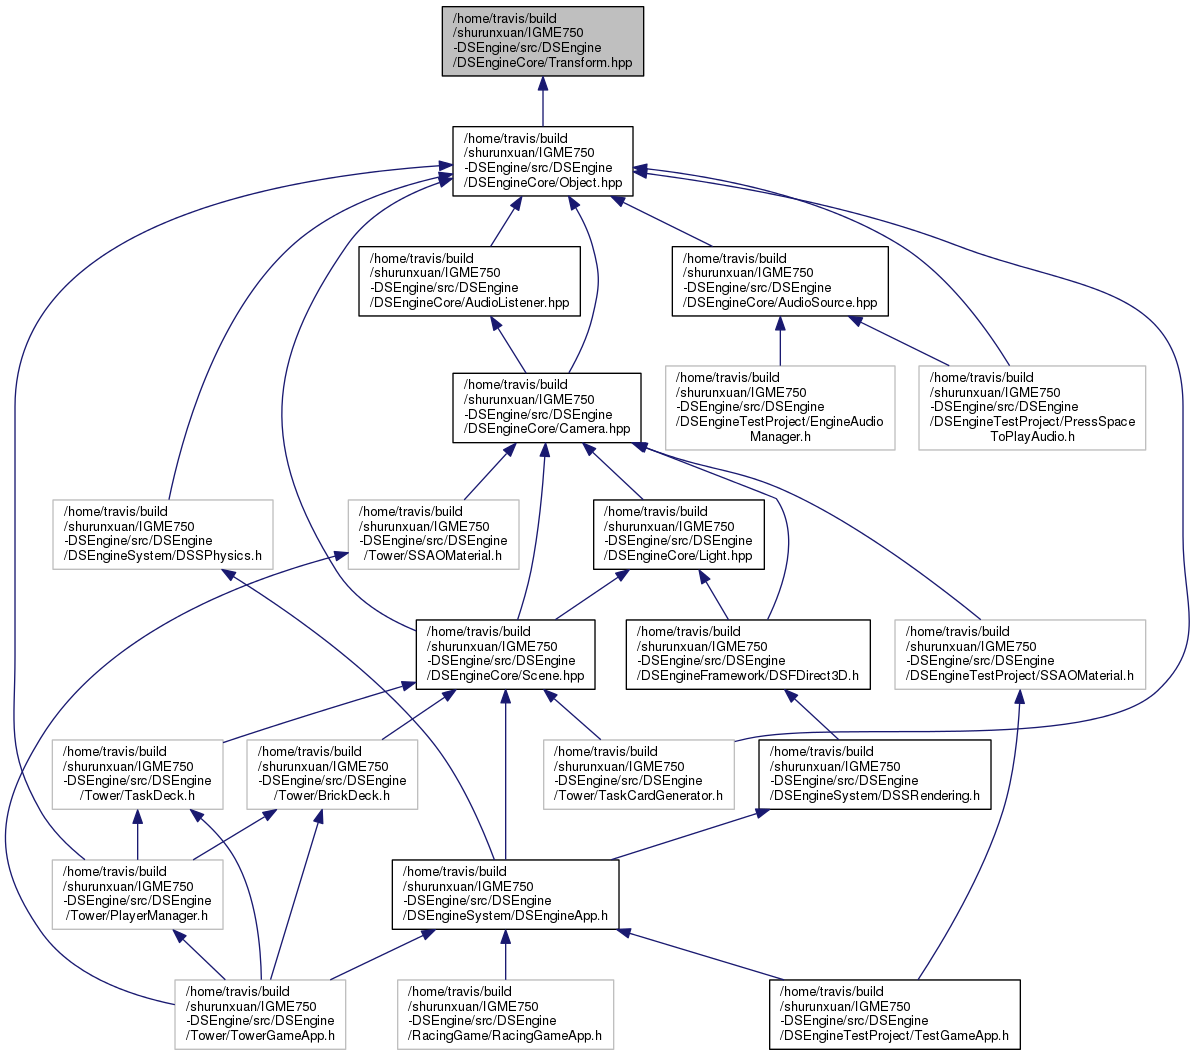 /home/travis/build
/shurunxuan/IGME750
-DSEngine/src/DSEngine
/DSEngineCore/Transform.hpp
/home/travis/build
/shurunxuan/IGME750
-DSEngine/src/DSEngine
/DSEngineCore/Object.hpp
/home/travis/build
/shurunxuan/IGME750
-DSEngine/src/DSEngine
/DSEngineCore/AudioListener.hpp
/home/travis/build
/shurunxuan/IGME750
-DSEngine/src/DSEngine
/DSEngineCore/AudioSource.hpp
/home/travis/build
/shurunxuan/IGME750
-DSEngine/src/DSEngine
/DSEngineCore/Camera.hpp
/home/travis/build
/shurunxuan/IGME750
-DSEngine/src/DSEngine
/DSEngineTestProject/EngineAudio
Manager.h
/home/travis/build
/shurunxuan/IGME750
-DSEngine/src/DSEngine
/DSEngineTestProject/PressSpace
ToPlayAudio.h
/home/travis/build
/shurunxuan/IGME750
-DSEngine/src/DSEngine
/DSEngineSystem/DSSPhysics.h
/home/travis/build
/shurunxuan/IGME750
-DSEngine/src/DSEngine
/Tower/SSAOMaterial.h
/home/travis/build
/shurunxuan/IGME750
-DSEngine/src/DSEngine
/DSEngineCore/Light.hpp
/home/travis/build
/shurunxuan/IGME750
-DSEngine/src/DSEngine
/DSEngineCore/Scene.hpp
/home/travis/build
/shurunxuan/IGME750
-DSEngine/src/DSEngine
/DSEngineFramework/DSFDirect3D.h
/home/travis/build
/shurunxuan/IGME750
-DSEngine/src/DSEngine
/DSEngineTestProject/SSAOMaterial.h
/home/travis/build
/shurunxuan/IGME750
-DSEngine/src/DSEngine
/Tower/TaskDeck.h
/home/travis/build
/shurunxuan/IGME750
-DSEngine/src/DSEngine
/Tower/BrickDeck.h
/home/travis/build
/shurunxuan/IGME750
-DSEngine/src/DSEngine
/Tower/TaskCardGenerator.h
/home/travis/build
/shurunxuan/IGME750
-DSEngine/src/DSEngine
/DSEngineSystem/DSSRendering.h
/home/travis/build
/shurunxuan/IGME750
-DSEngine/src/DSEngine
/Tower/PlayerManager.h
/home/travis/build
/shurunxuan/IGME750
-DSEngine/src/DSEngine
/DSEngineSystem/DSEngineApp.h
/home/travis/build
/shurunxuan/IGME750
-DSEngine/src/DSEngine
/Tower/TowerGameApp.h
/home/travis/build
/shurunxuan/IGME750
-DSEngine/src/DSEngine
/RacingGame/RacingGameApp.h
/home/travis/build
/shurunxuan/IGME750
-DSEngine/src/DSEngine
/DSEngineTestProject/TestGameApp.h